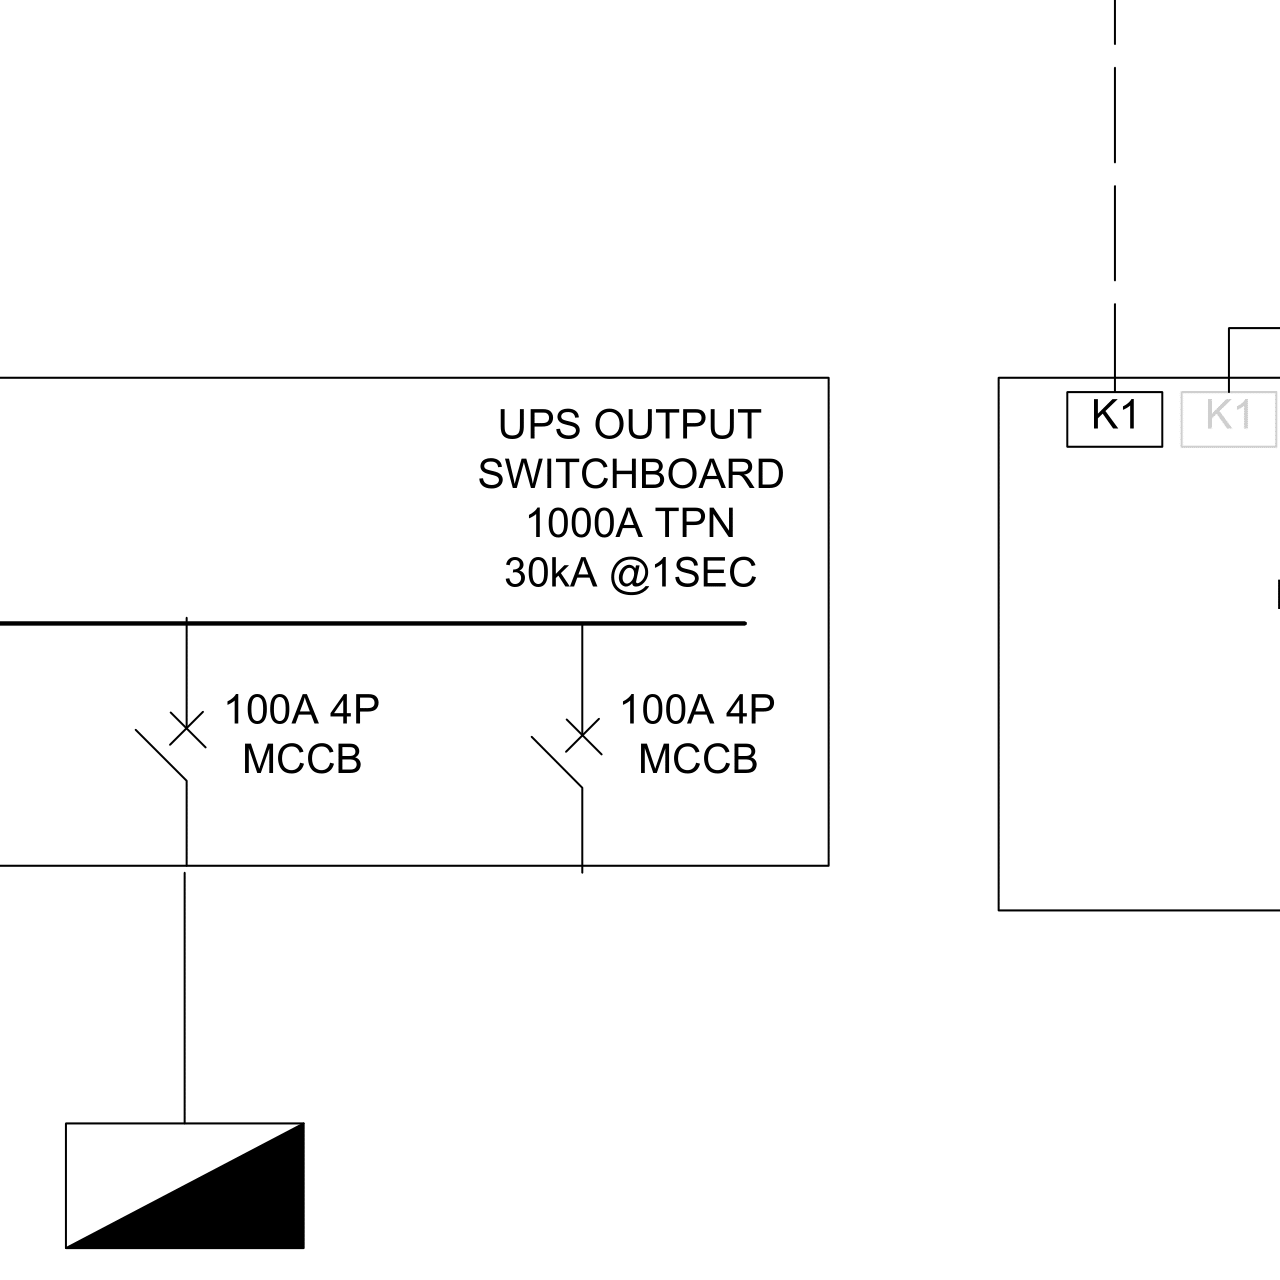 K1
K1
UPS OUTPUT
SWITCHBOARD
1000A TPN
30kA @1SEC
100A 4P
MCCB
100A 4P
MCCB